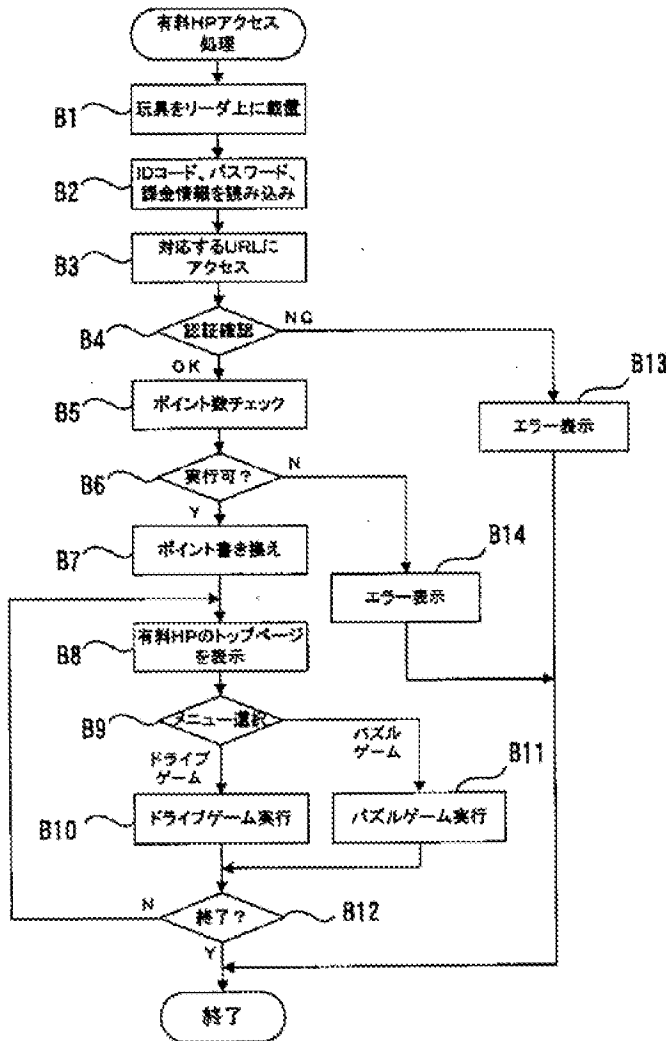 有料HPアクセス
処理
B1
玩具をリーダ上に載置
B2
IDコード、パスワード、
課金情報を読み込み
B3
対応するURLに
アクセス
B4
認証確認
NG
OK
B13
エラー表示
B5
ポイント数チェック
B6
実行可?
N
Y
B14
エラー表示
B7
ポイント書き換え
B8
有料HPのトップページ
を表示
B9
メニュー選択
ドライブ
ゲーム
パズル
ゲーム
B10
ドライブゲーム実行
B11
パズルゲーム実行
N
終了?
B12
Y
終了